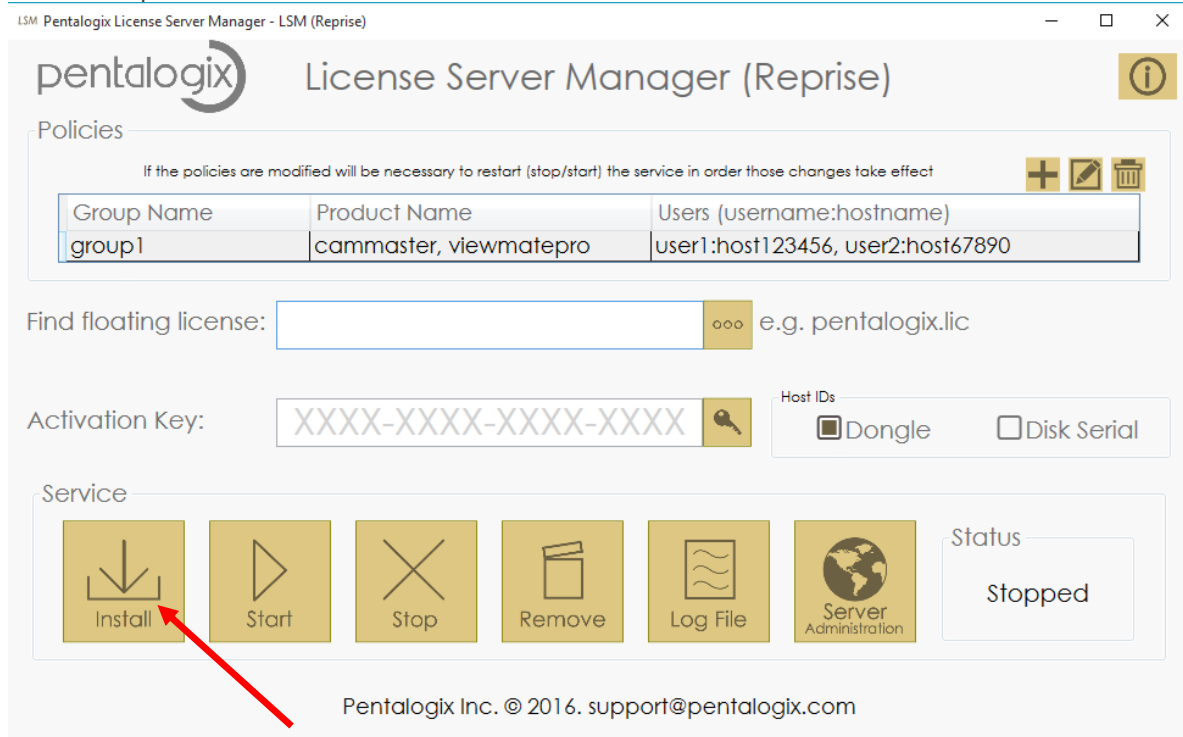 LSM Pentalogix License Server Manager - LSM (Reprise)
pentalogix License Server Manager (Reprise)
Policies
If the policies are modified will be necessary to restart (stop/start) the service in order those changes take effect
Group Name Product Name Users (username:hostname)
group1 cammaster, viewmatepro user1:host123456, user2:host67890
Find floating license: ooo e.g. pentalogix.lic
Host IDs
Activation Key: XXXX-XXXX-XXXX-XXXX Dongle Disk Serial
Service
Status
Stopped
Install Start Stop Remove Log File Server Administration
Pentalogix Inc. © 2016. support@pentalogix.com